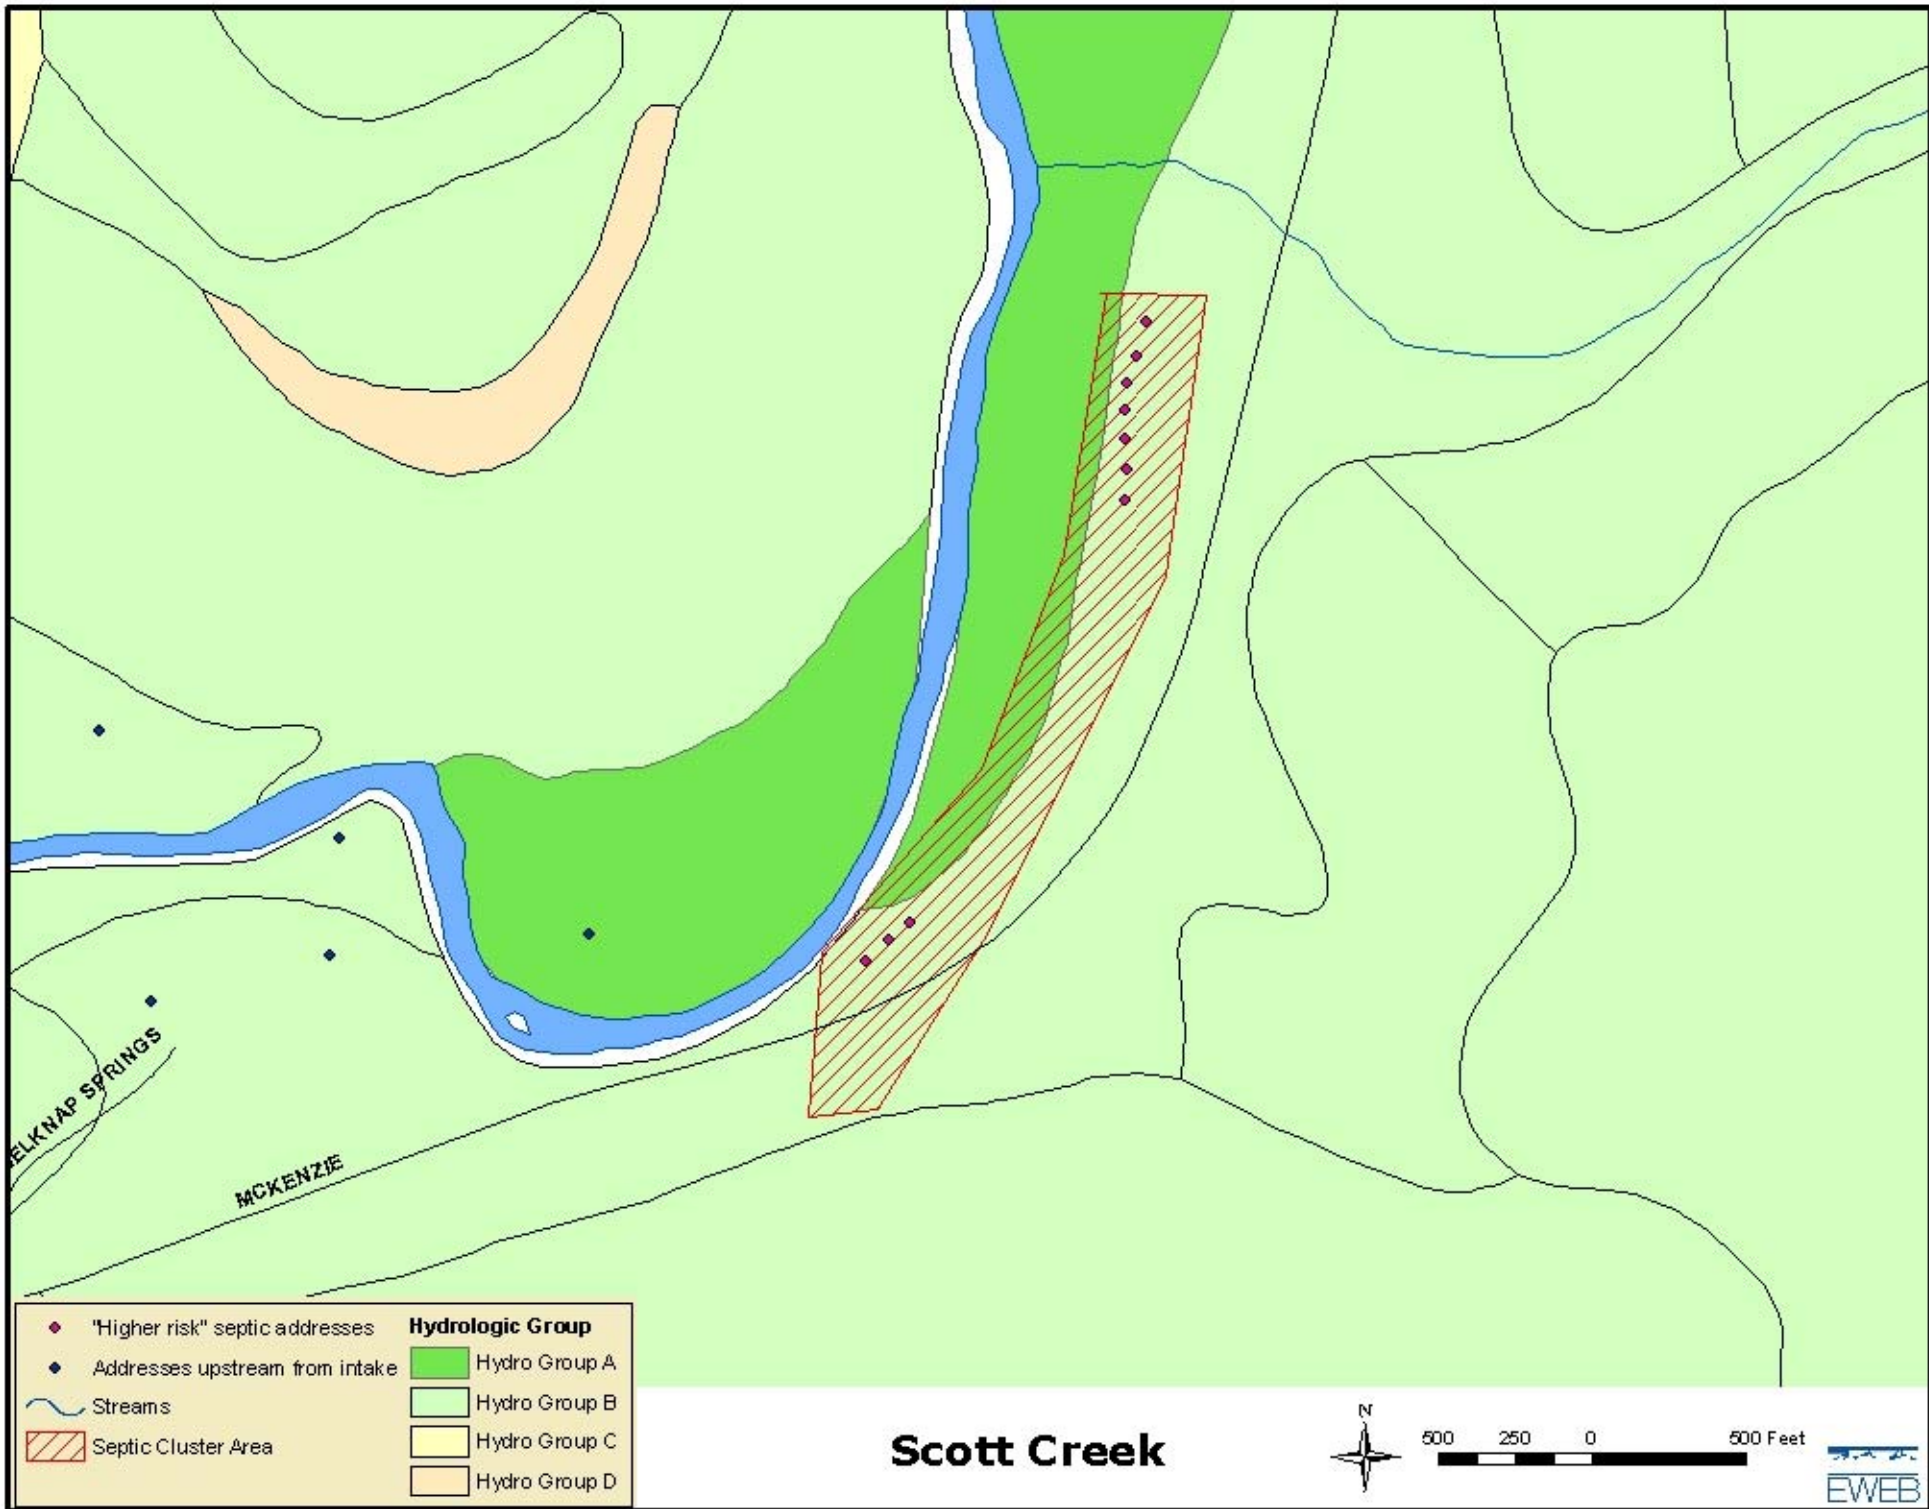 ELKNAP SPRINGS
MCKENZIE
"Higher risk" septic addresses
Addresses upstream from intake
Streams
Septic Cluster Area
Hydrologic Group
Hydro Group A
Hydro Group B
Hydro Group C
Hydro Group D
Scott Creek
N
500 250 0 500 Feet
EWEB